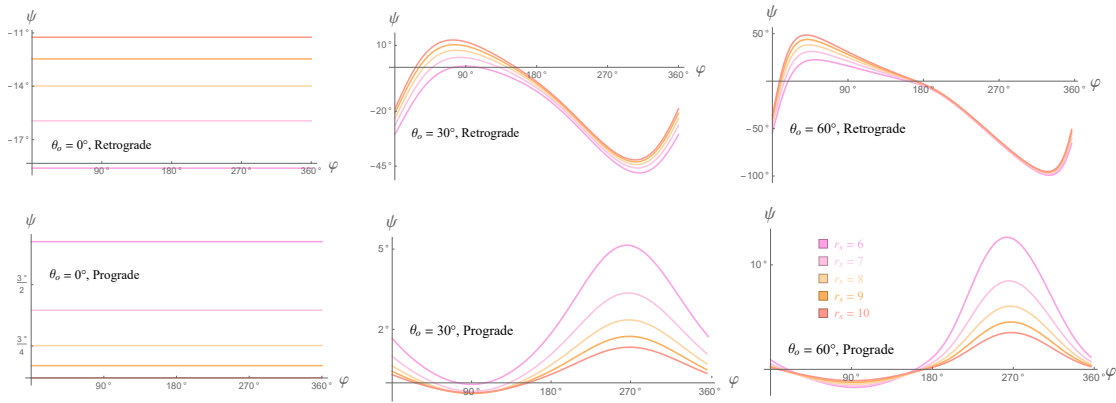 ψ
-11°
-14°
-17°
θₒ = 0°, Retrograde
90°
180°
270°
360°
φ
ψ
10°
-20°
-45°
90°
180°
270°
360°
φ
θₒ = 30°, Retrograde
ψ
50°
-50°
-100°
90°
180°
270°
360°
φ
θₒ = 60°, Retrograde
ψ
3°/2
3°/4
θₒ = 0°, Prograde
90°
180°
270°
360°
φ
ψ
5°
2°
θₒ = 30°, Prograde
90°
180°
270°
360°
φ
ψ
10°
rₛ = 6
rₛ = 7
rₛ = 8
rₛ = 9
rₛ = 10
θₒ = 60°, Prograde
90°
180°
270°
360°
φ